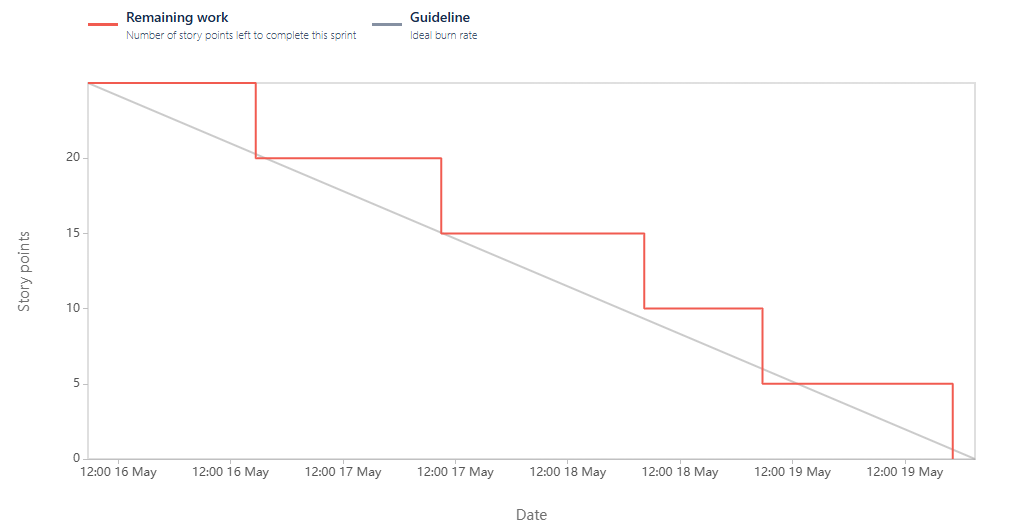 Remaining work
Number of story points left to complete this sprint
Guideline
Ideal burn rate
Story points
20
15
10
5
0
12:00 16 May
12:00 16 May
12:00 17 May
12:00 17 May
12:00 18 May
12:00 18 May
12:00 19 May
12:00 19 May
Date